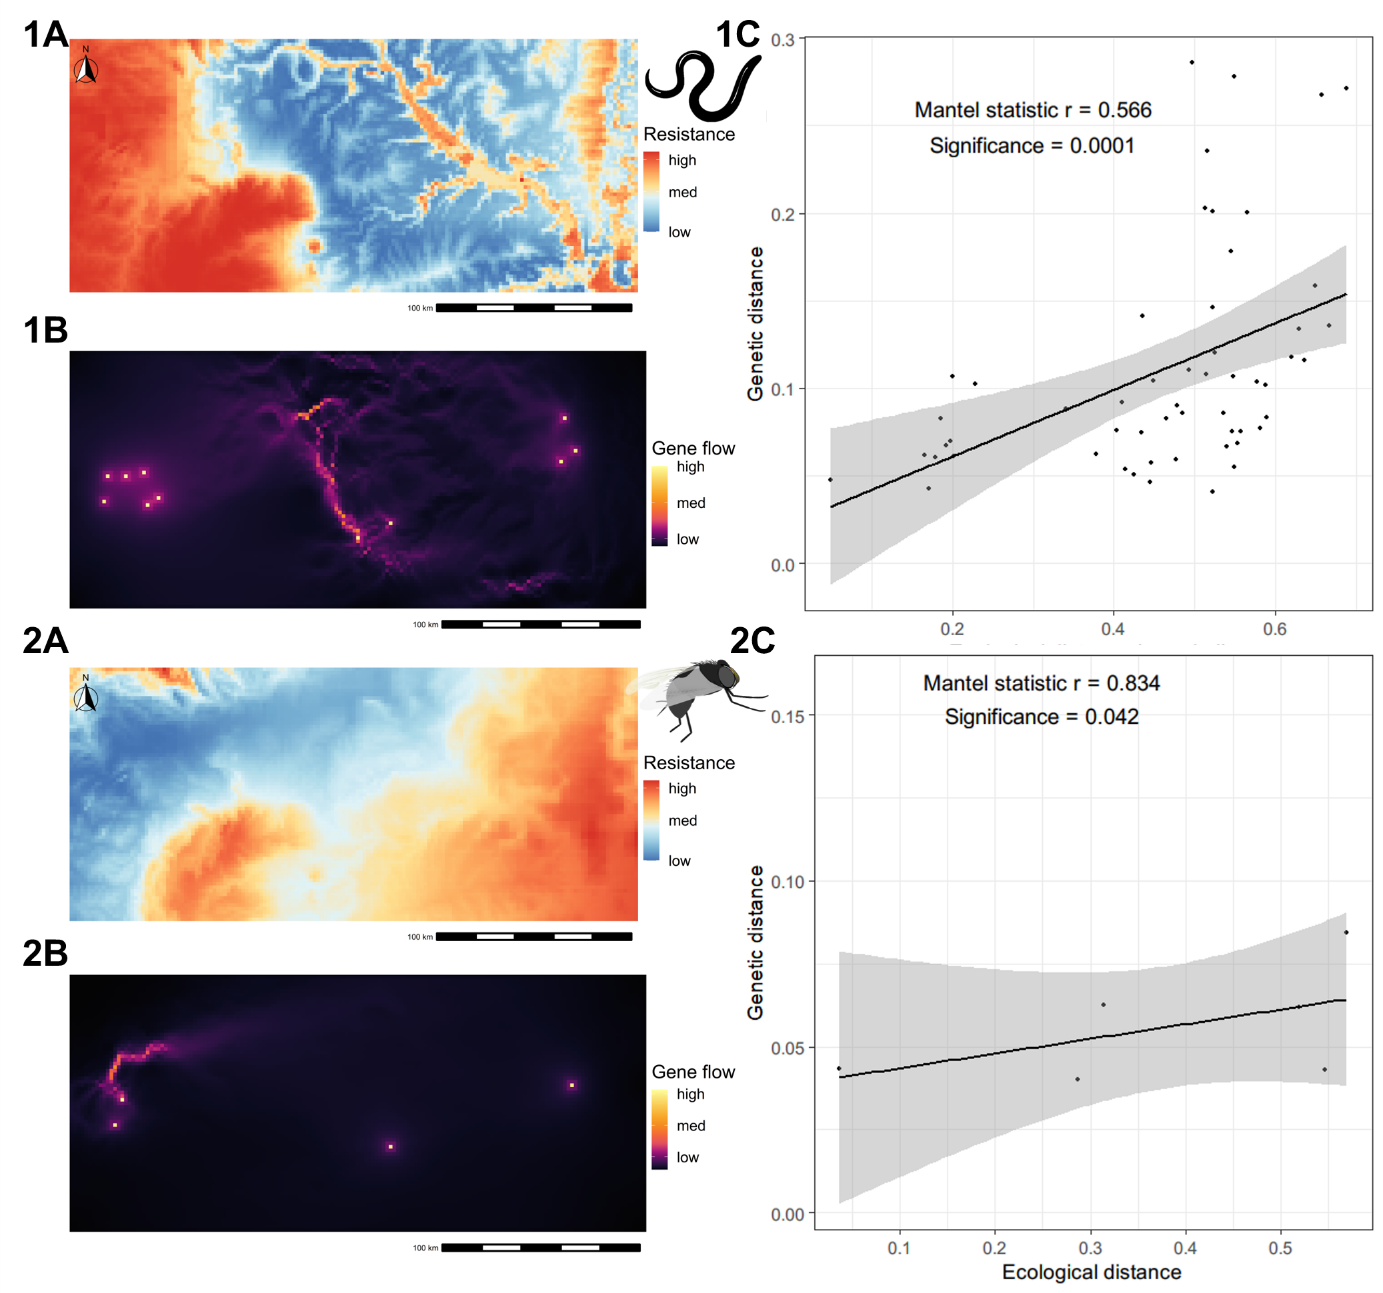 1A
N
Resistance
high
med
low
100 km
1B
Gene flow
high
med
low
100 km
1C
Mantel statistic r = 0.566
Significance = 0.0001
Genetic distance
0.3
0.2
0.1
0.0
0.2
0.4
0.6
2A
N
Resistance
high
med
low
100 km
2B
Gene flow
high
med
low
100 km
2C
Mantel statistic r = 0.834
Significance = 0.042
Genetic distance
0.15
0.10
0.05
0.00
0.1
0.2
0.3
0.4
0.5
Ecological distance